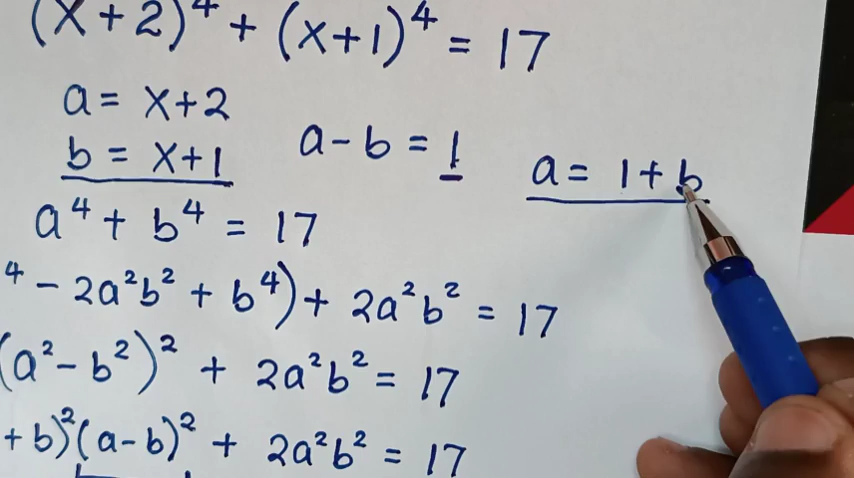 (x+2)⁴ + (x+1)⁴ = 17
a = x+2
b = x+1
a-b = 1
a = 1+b
a⁴ + b⁴ = 17
⁴ - 2a²b² + b⁴) + 2a²b² = 17
(a²-b²)² + 2a²b² = 17
+b)²(a-b)² + 2a²b² = 17